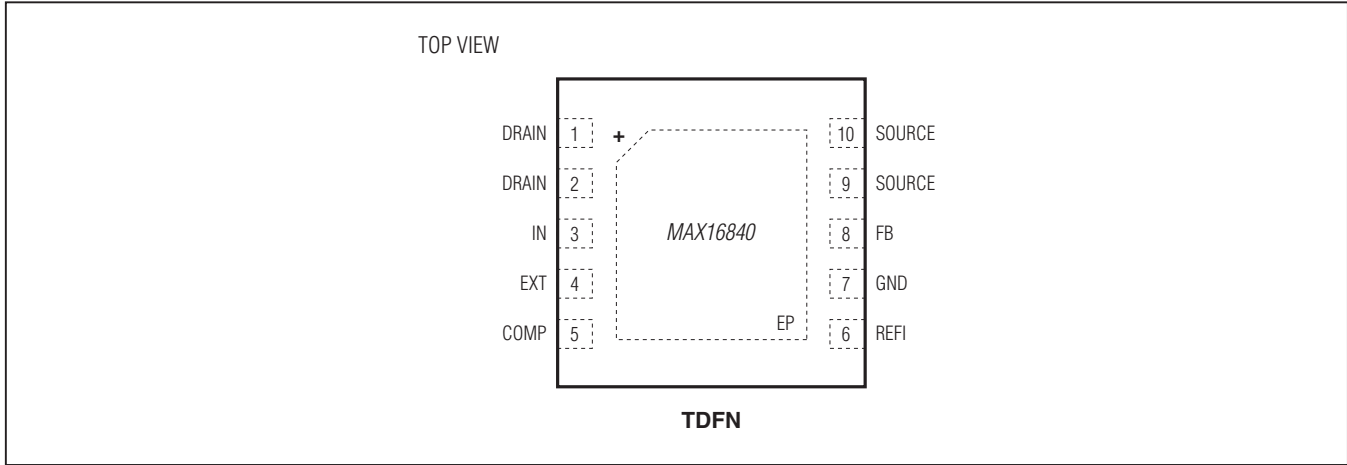 TOP VIEW
DRAIN 1 + 10 SOURCE
DRAIN 2 9 SOURCE
IN 3 MAX16840 8 FB
EXT 4 7 GND
COMP 5 EP 6 REFI
TDFN